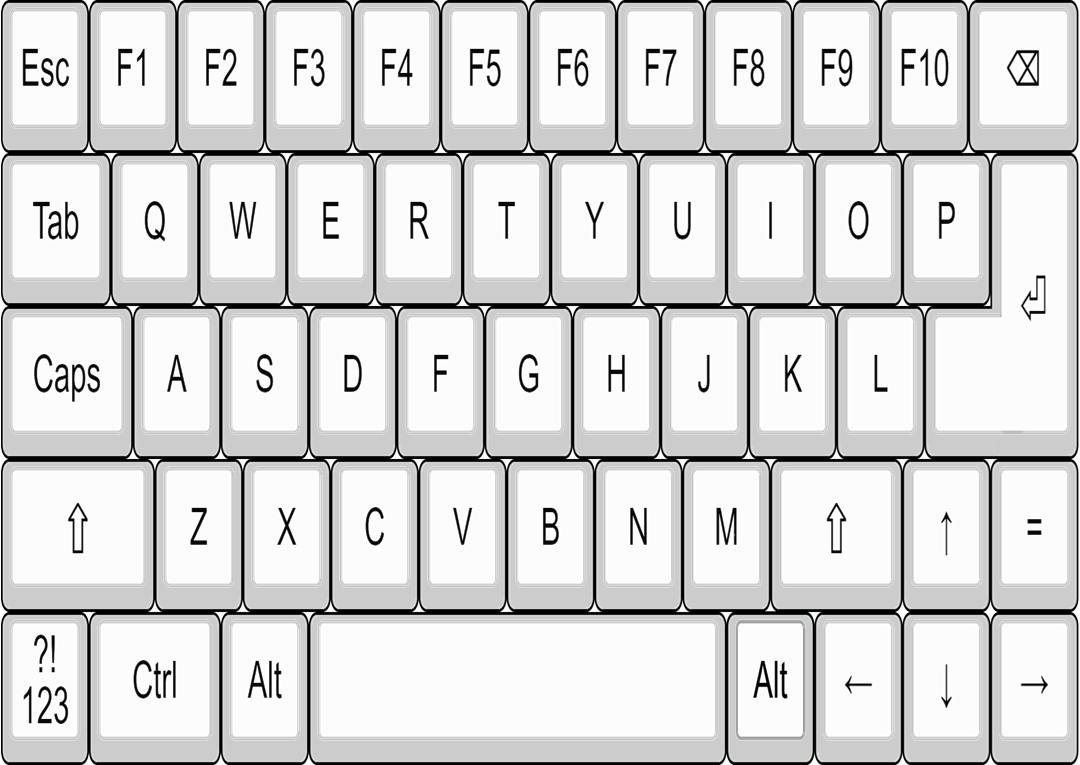 Esc F1 F2 F3 F4 F5 F6 F7 F8 F9 F10 ⌫
Tab Q W E R T Y U I O P
Caps A S D F G H J K L ⏎
⇧ Z X C V B N M ⇧ ↑ =
?!
123 Ctrl Alt Alt ← ↓ →